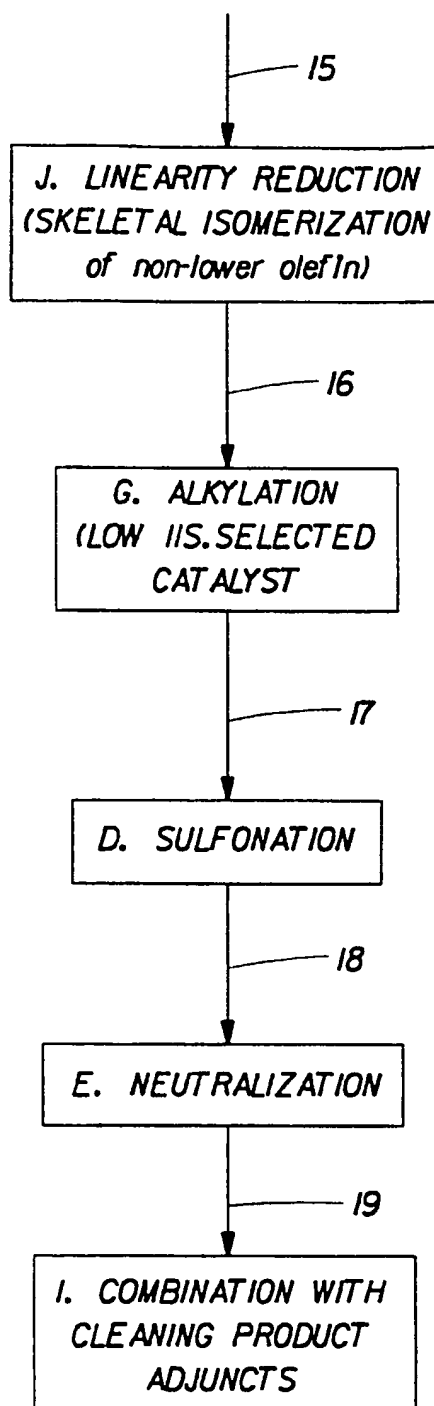 15
J. LINEARITY REDUCTION
(SKELETAL ISOMERIZATION
of non-lower olefin)
16
G. ALKYLATION
(LOW IIS.SELECTED
CATALYST
17
D. SULFONATION
18
E. NEUTRALIZATION
19
I. COMBINATION WITH
CLEANING PRODUCT
ADJUNCTS